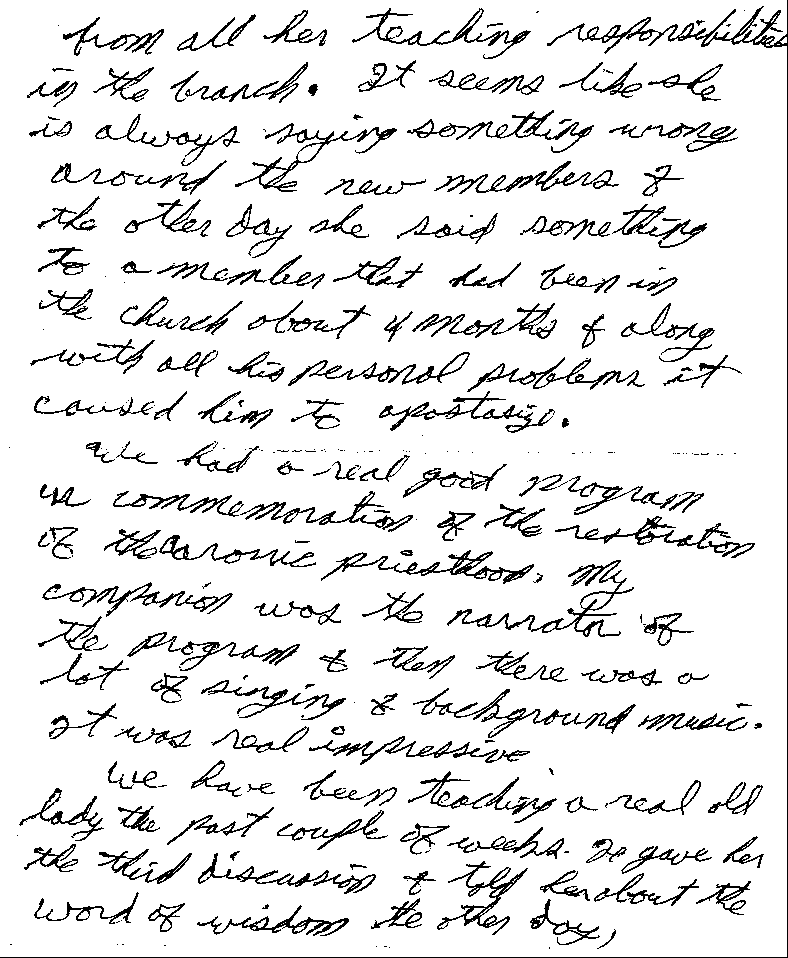 from all her teaching responsibilities
in the branch. It seems like she
is always saying something wrong
around the new members &
the other day she said something
to a member that had been in
the church about 4 months & along
with all his personal problems it
caused him to apostasize.
We had a real good program
in commemoration of the restoration
of the aaronic priesthood. My
companion was the narrator of
the program & then there was a
lot of singing & background music.
It was real impressive
We have been teaching a real old
lady the past couple of weeks. gave her
the third discussion & told her about the
word of wisdom the other day,